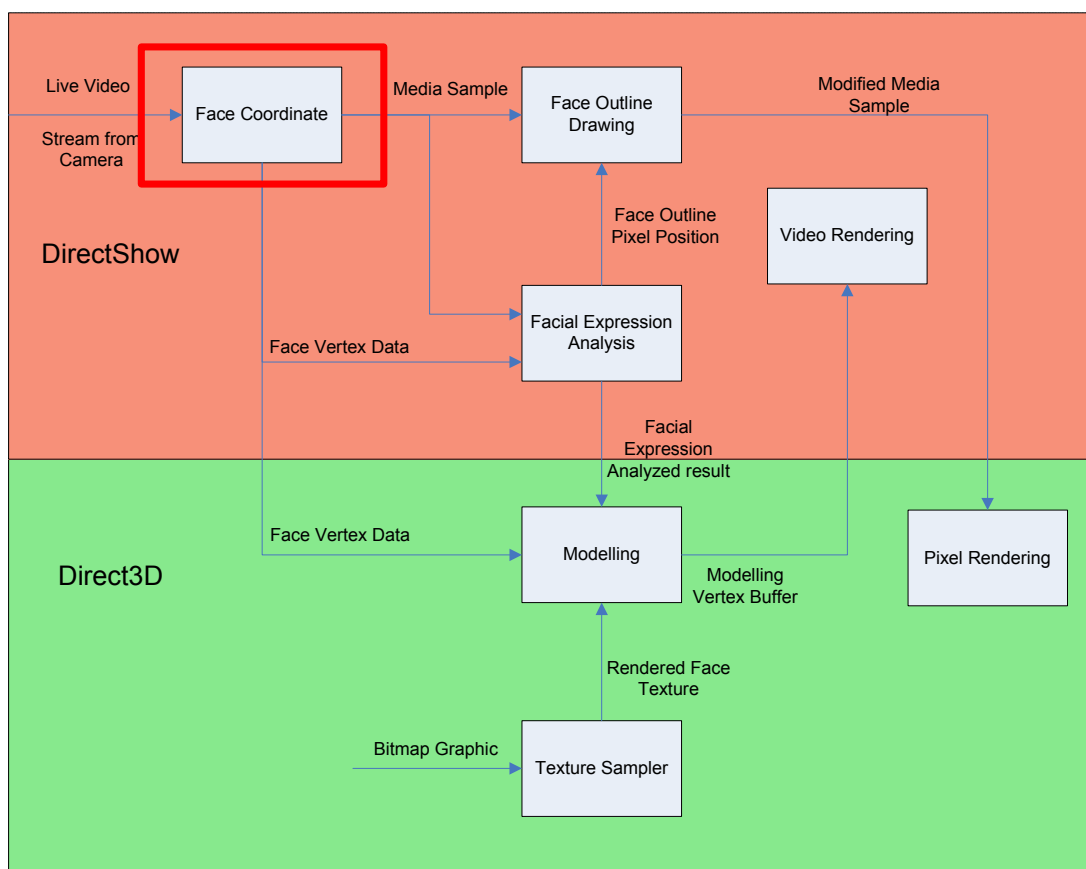 Live Video
Stream from
Camera
Face Coordinate
Media Sample
Face Outline
Drawing
Modified Media
Sample
Face Outline
Pixel Position
Video Rendering
DirectShow
Facial Expression
Analysis
Face Vertex Data
Facial
Expression
Analyzed result
Face Vertex Data
Modelling
Modelling
Vertex Buffer
Pixel Rendering
Direct3D
Rendered Face
Texture
Bitmap Graphic
Texture Sampler